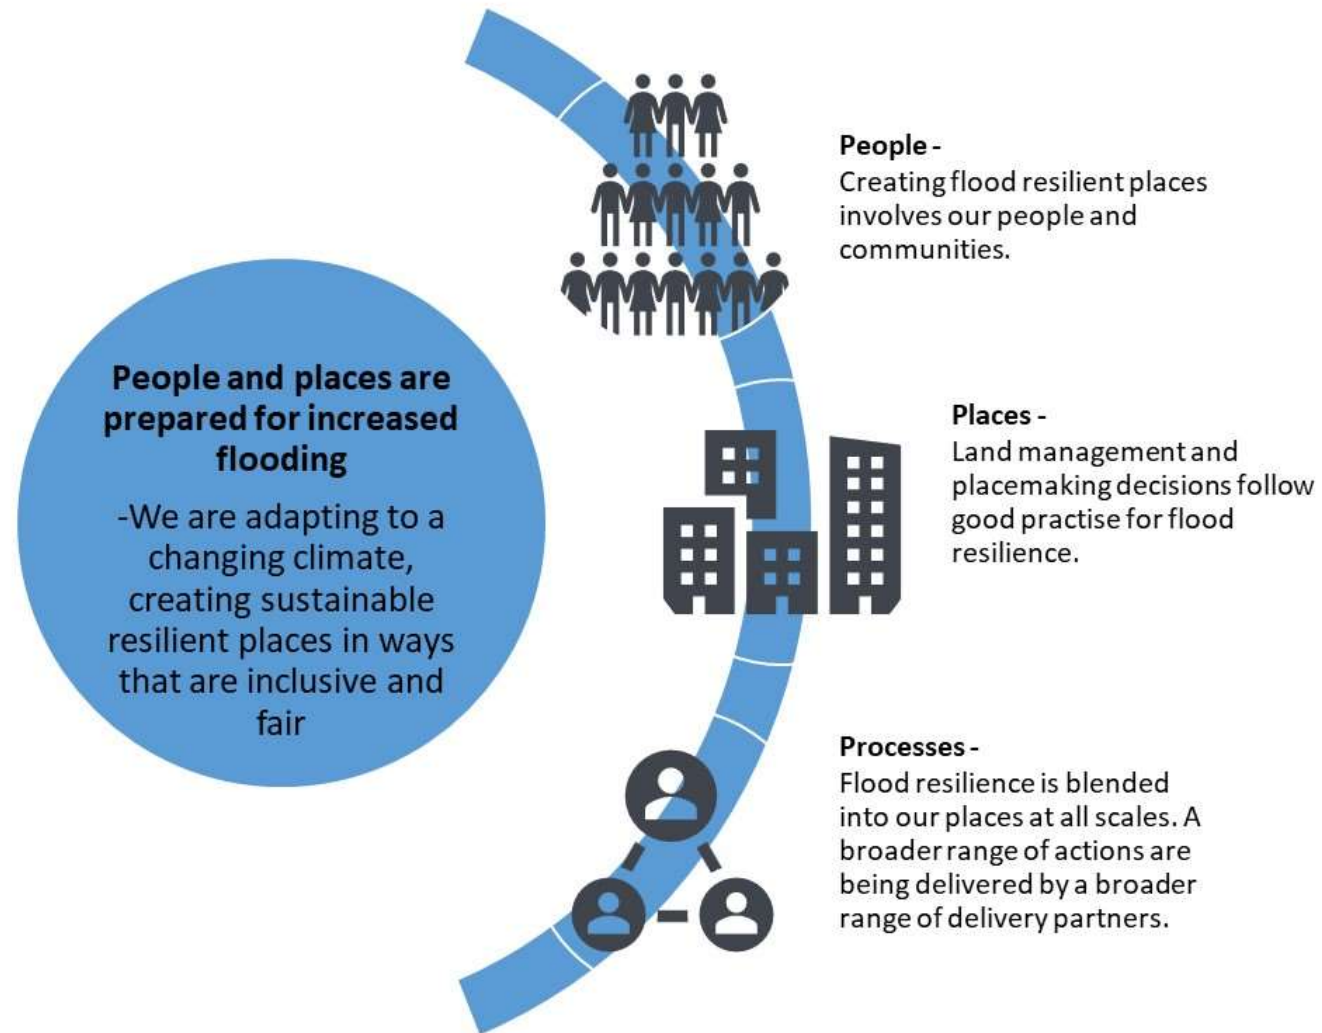 People and places are
prepared for increased
flooding
-We are adapting to a
changing climate,
creating sustainable
resilient places in ways
that are inclusive and
fair
People -
Creating flood resilient places
involves our people and
communities.
Places -
Land management and
placemaking decisions follow
good practise for flood
resilience.
Processes -
Flood resilience is blended
into our places at all scales. A
broader range of actions are
being delivered by a broader
range of delivery partners.